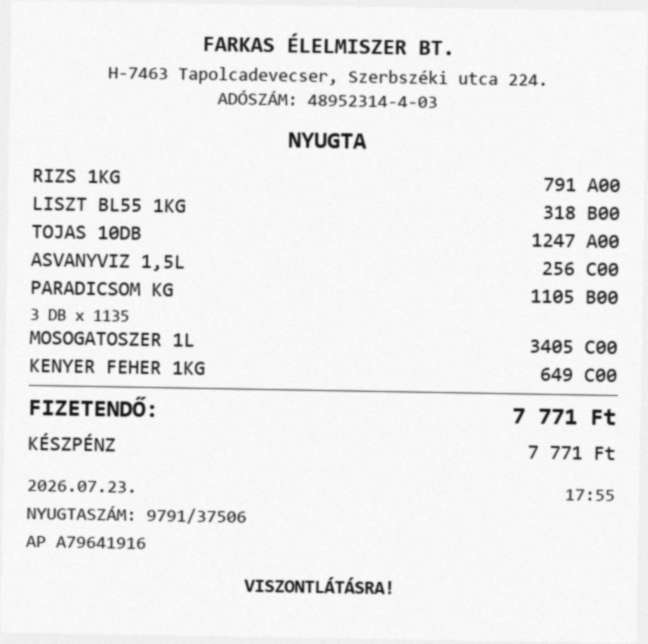 FARKAS ÉLELMISZER BT.
H-7463 Tapolcadevecser, Szerbszéki utca 224.
ADÓSZÁM: 48952314-4-03
NYUGTA
RIZS 1KG 791 A00
LISZT BL55 1KG 318 B00
TOJAS 10DB 1247 A00
ASVANYVIZ 1,5L 256 C00
PARADICSOM KG 1105 B00
3 DB x 1135
MOSOGATOSZER 1L 3405 C00
KENYER FEHER 1KG 649 C00
FIZETENDŐ: 7 771 Ft
KÉSZPÉNZ 7 771 Ft
2026.07.23. 17:55
NYUGTASZÁM: 9791/37506
AP A79641916
VISZONTLÁTÁSRA!